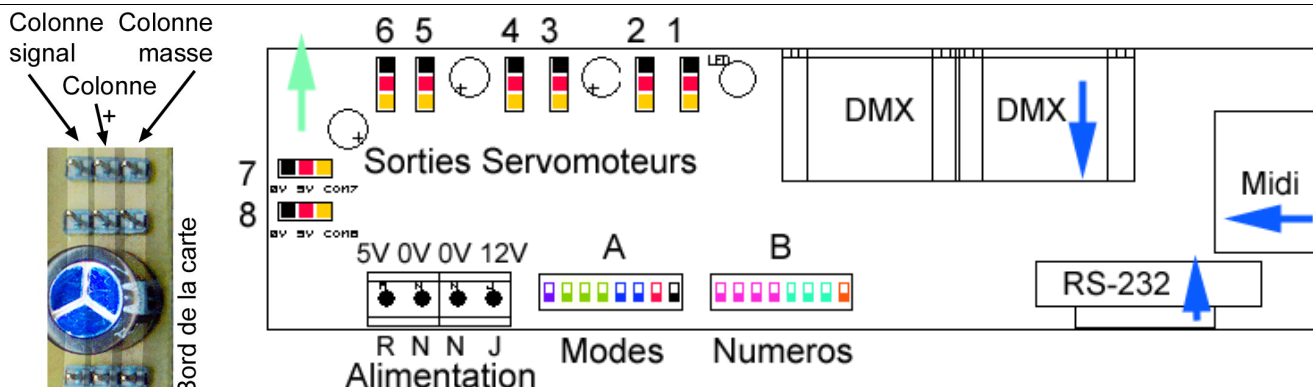 Colonne Colonne
signal masse
Colonne
+
Bord de la carte
6 5 4 3 2 1
LED
+ +
+
DMX DMX
Sorties Servomoteurs
7
0V 5V COM7
8
0V 5V COM8
Midi
5V 0V 0V 12V
A B
R N N J
RS-232
R N N J
Modes Numeros
Alimentation